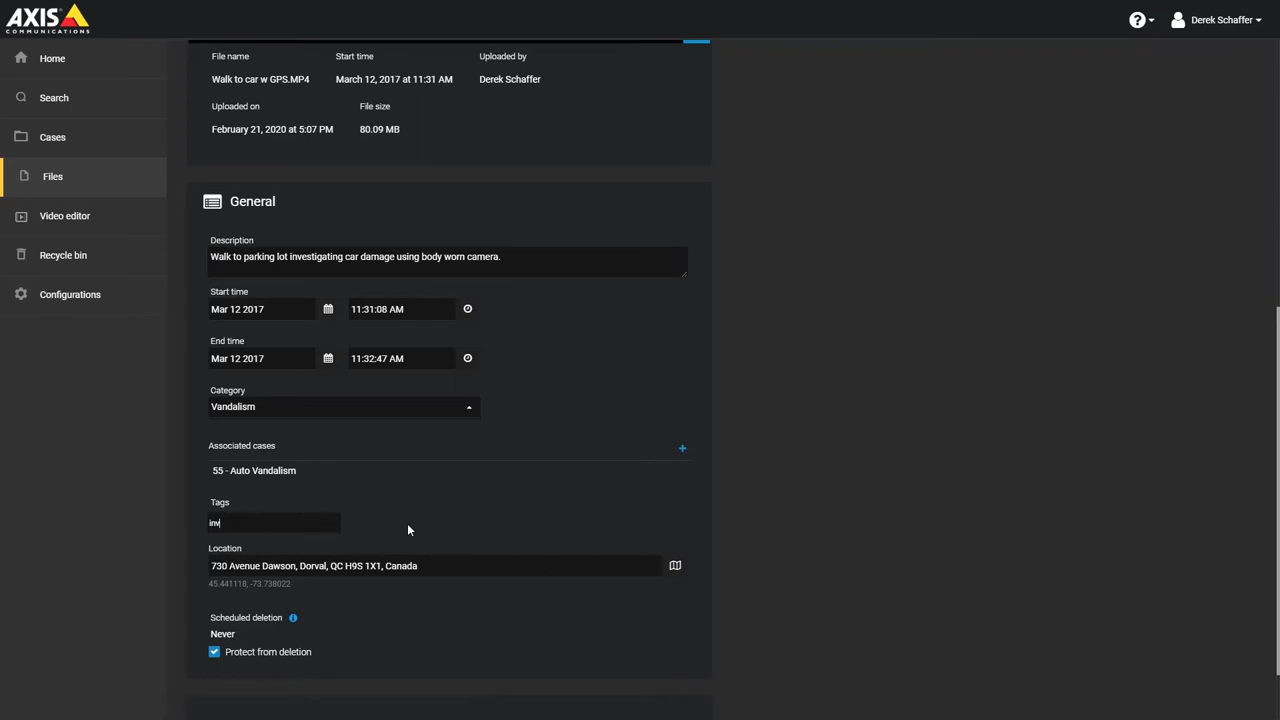 AXIS
COMMUNICATIONS
Derek Schaffer
Home
Search
Cases
Files
Video editor
Recycle bin
Configurations
File name
Start time
Uploaded by
Walk to car w GPS.MP4
March 12, 2017 at 11:31 AM
Derek Schaffer
Uploaded on
File size
February 21, 2020 at 5:07 PM
80.09 MB
General
Description
Walk to parking lot investigating car damage using body worn camera.
Start time
Mar 12 2017
11:31:08 AM
End time
Mar 12 2017
11:32:47 AM
Category
Vandalism
Associated cases
55 - Auto Vandalism
Tags
inv
Location
730 Avenue Dawson, Dorval, QC H9S 1X1, Canada
45.441118, -73.738022
Scheduled deletion
Never
Protect from deletion